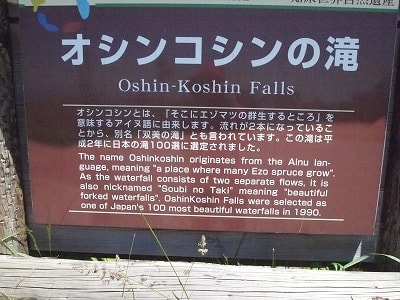 知床世界自然遺産
オシンコシンの滝
Oshin-Koshin Falls
オシンコシンとは、「そこにエゾマツの群生するところ」を
意味するアイヌ語に由来します。流れが2本になっているこ
とから、別名「双美の滝」とも言われています。この滝は平
成2年に日本の滝100選に選定されました。
The name Oshinkoshin originates from the Ainu lan-
guage, meaning "a place where many Ezo spruce grow".
As the waterfall consists of two separate flows, it is
also nicknamed "Soubi no Taki" meaning "beautiful
forked waterfalls". OshinKoshin Falls were selected as
one of Japan's 100 most beautiful waterfalls in 1990.